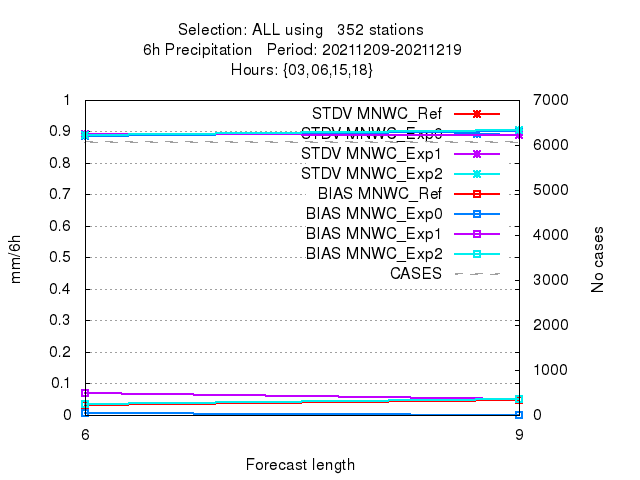 Selection: ALL using 352 stations
6h Precipitation Period: 20211209-20211219
Hours: {03,06,15,18}
1 7000
STDV MNWC_Ref
0.9 STDV MNWC_Exp0 6000
STDV MNWC_Exp1
0.8 STDV MNWC_Exp2
0.7 BIAS MNWC_Ref 5000
BIAS MNWC_Exp0
0.6 BIAS MNWC_Exp1 4000
BIAS MNWC_Exp2
0.5 CASES
mm/6h
No cases
3000
0.4
0.3 2000
0.2
1000
0.1
0 0
6 9
Forecast length